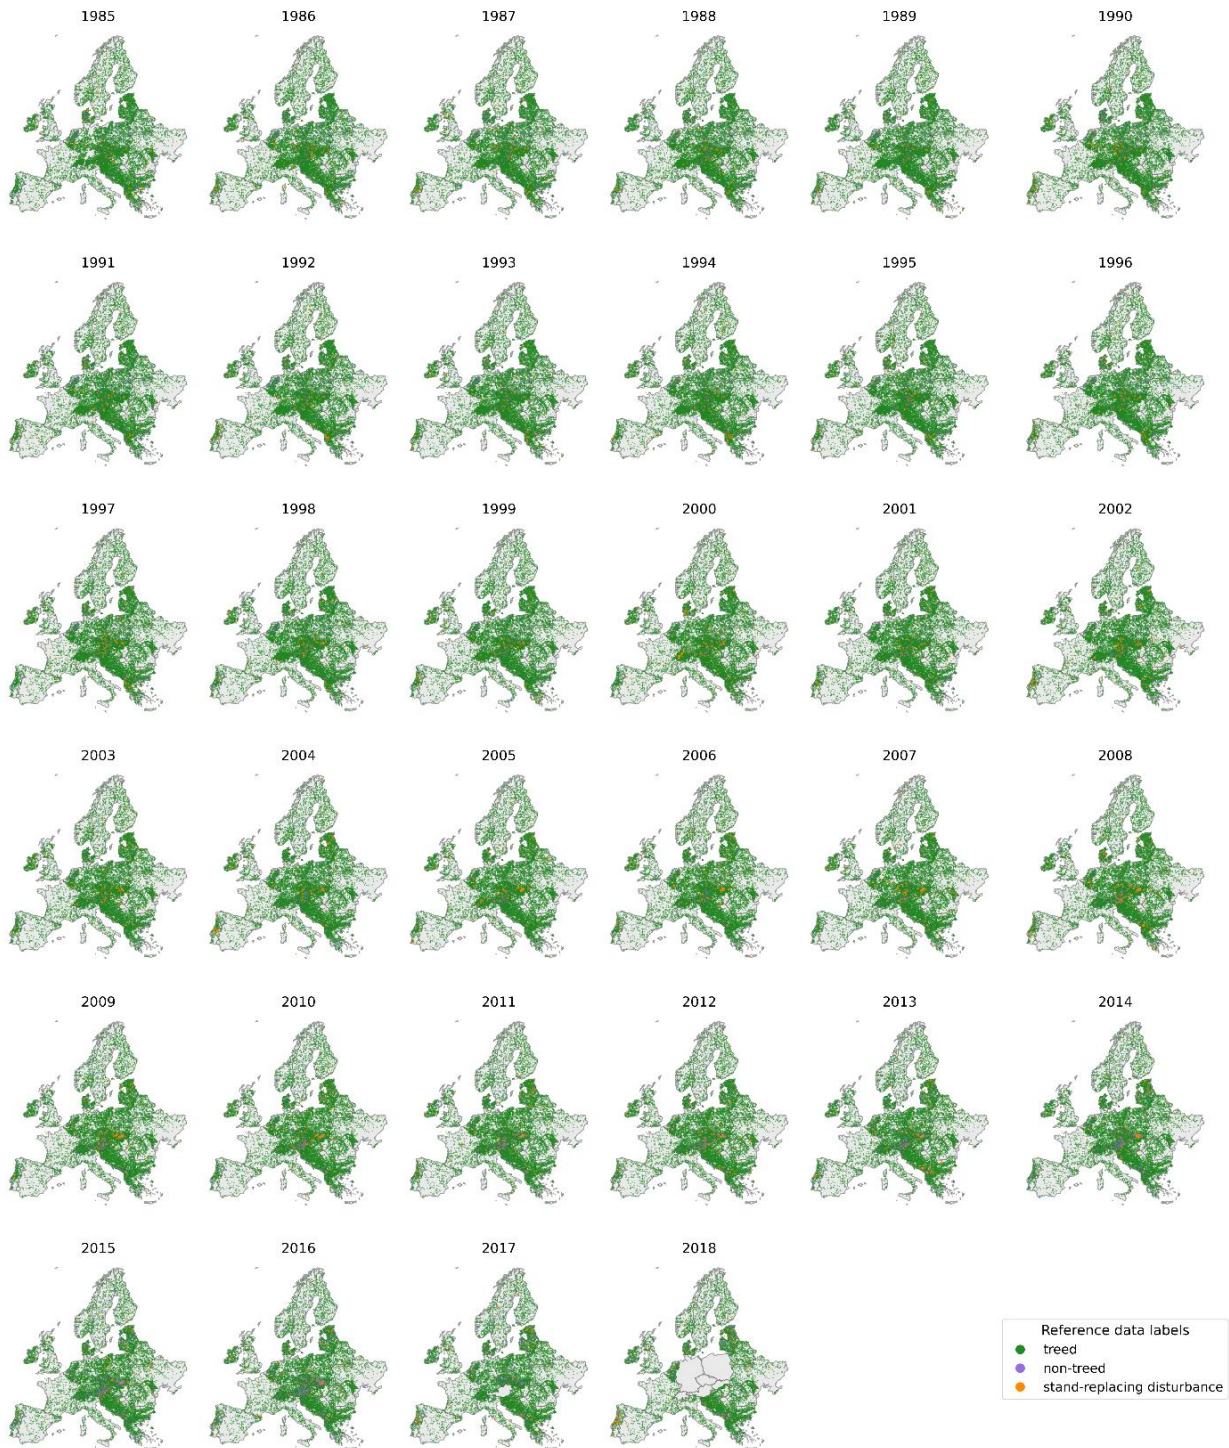 1985 1986 1987 1988 1989 1990
1991 1992 1993 1994 1995 1996
1997 1998 1999 2000 2001 2002
2003 2004 2005 2006 2007 2008
2009 2010 2011 2012 2013 2014
2015 2016 2017 2018
Reference data labels
treed
non-treed
stand-replacing disturbance